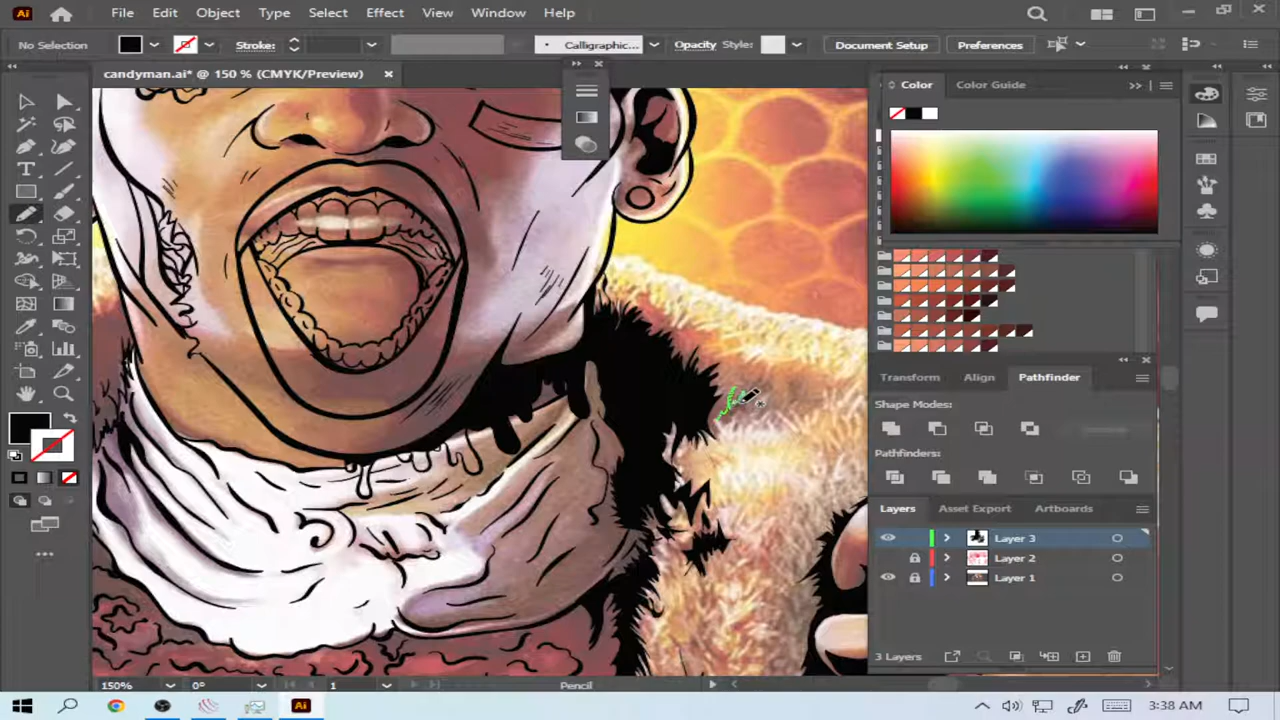 Ai File Edit Object Type Select Effect View Window Help
No Selection Stroke: Calligraphic... Opacity Style: Document Setup Preferences
candyman.ai* @ 150 % (CMYK/Preview)
Color Color Guide
Transform Align Pathfinder
Shape Modes:
Pathfinders:
Layers Asset Export Artboards
Layer 3
Layer 2
Layer 1
3 Layers
150% 0° 1 Pencil
Ai 3:38 AM